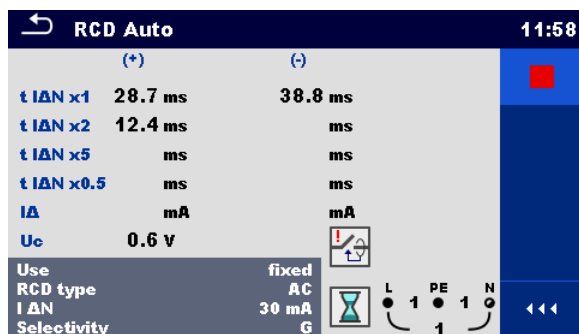 RCD Auto 11:58
(+) (-)
t IΔN x1 28.7 ms 38.8 ms
t IΔN x2 12.4 ms ms
t IΔN x5 ms ms
t IΔN x0.5 ms ms
IΔ mA mA
Uc 0.6 V
Use fixed
RCD type AC
I ΔN 30 mA
Selectivity G
L PE N
1 1
1